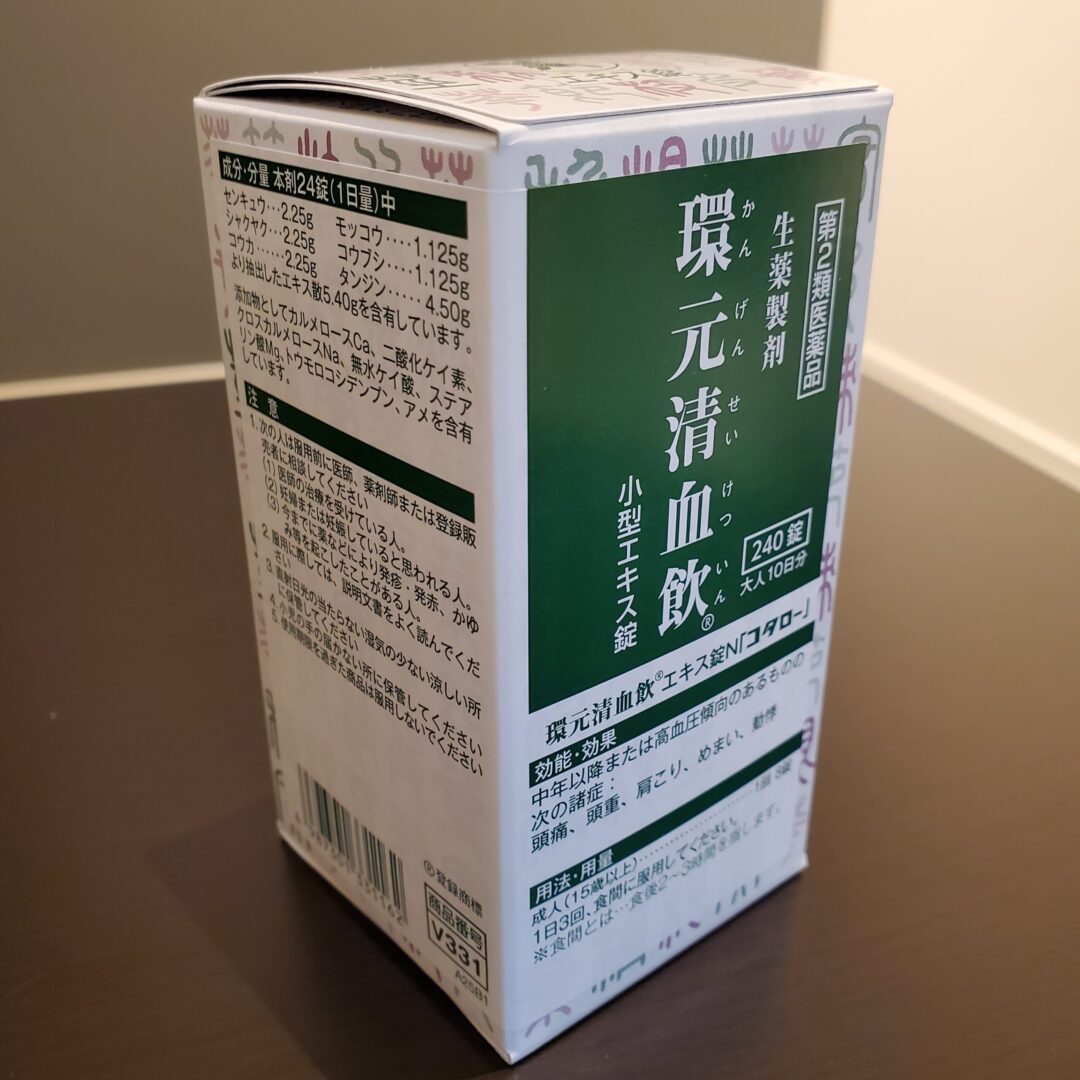 成分・分量 本剤24錠(1日量)中
センキュウ…2.25g モッコウ‥‥1.125g
シャクヤク…2.25g コウブシ…1.125g
コウカ……2.25g タンジン……4.50g
より抽出したエキス散5.40gを含有しています。
添加物としてカルメロースCa、二酸化ケイ素、
クロスカルメロースNa、無水ケイ酸、ステア
リン酸Mg、トウモロコシデンプン、アメを含有
しています。
注 意
1. 次の人は服用前に医師、薬剤師または登録販
売者に相談してください
(1) 医師の治療を受けている人。
(2) 妊婦または妊娠していると思われる人。
(3) 今までに薬などにより発疹・発赤、かゆ
み等を起こしたことがある人。
2. 服用に際しては、説明文書をよく読んでくだ
さい
3. 直射日光の当たらない湿気の少ない涼しい所
に保管してください
4. 小児の手の届かない所に保管してください
5. 使用期限を過ぎた商品は服用しないでください
®登録商標
商品番号
V331
A25B1
第2類医薬品
生薬製剤
環元清血飲®
かんげんせいけついん
小型エキス錠
240錠
大人10日分
環元清血飲®エキス錠N「コタロー」
効能・効果
中年以降または高血圧傾向のあるものの
次の諸症:
頭痛、頭重、肩こり、めまい、動悸
用法・用量
成人(15歳以上)……………1回 8錠
1日3回、食間に服用してください。
※食間とは…食後2～3時間を指します。